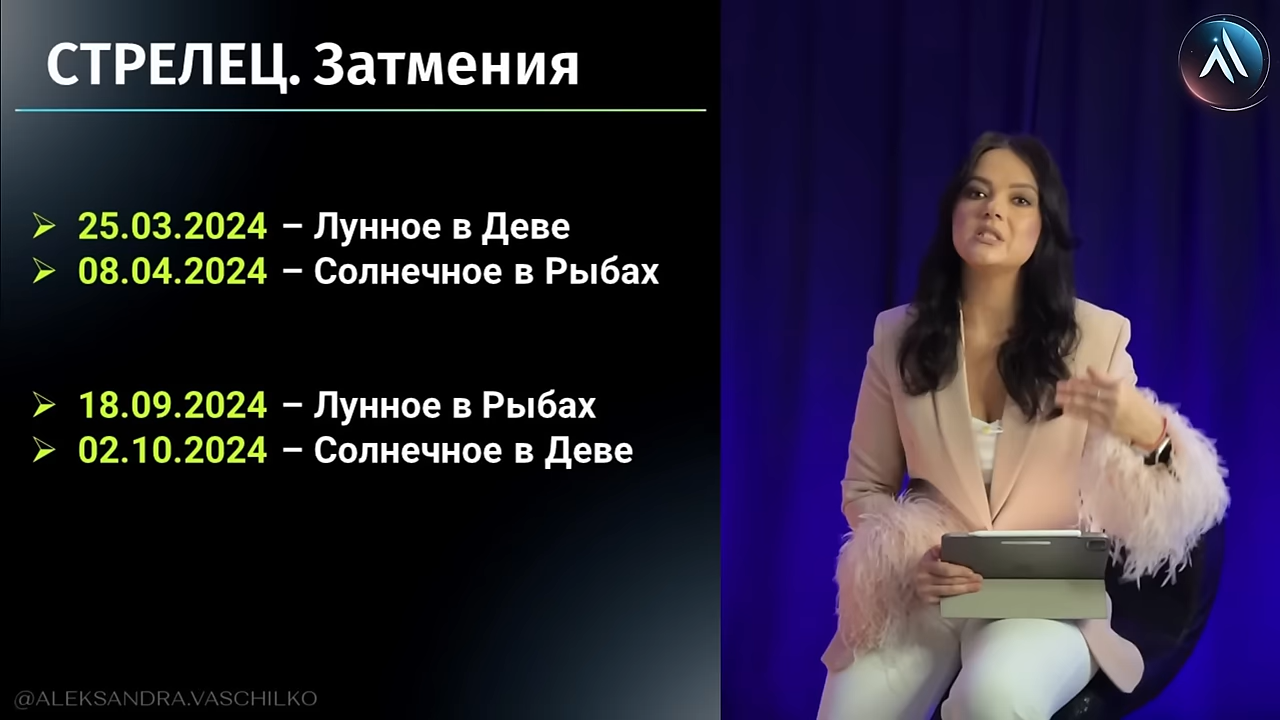 СТРЕЛЕЦ. Затмения
25.03.2024 – Лунное в Деве
08.04.2024 – Солнечное в Рыбах
18.09.2024 – Лунное в Рыбах
02.10.2024 – Солнечное в Деве
@ALEKSANDRA.VASCHILKO